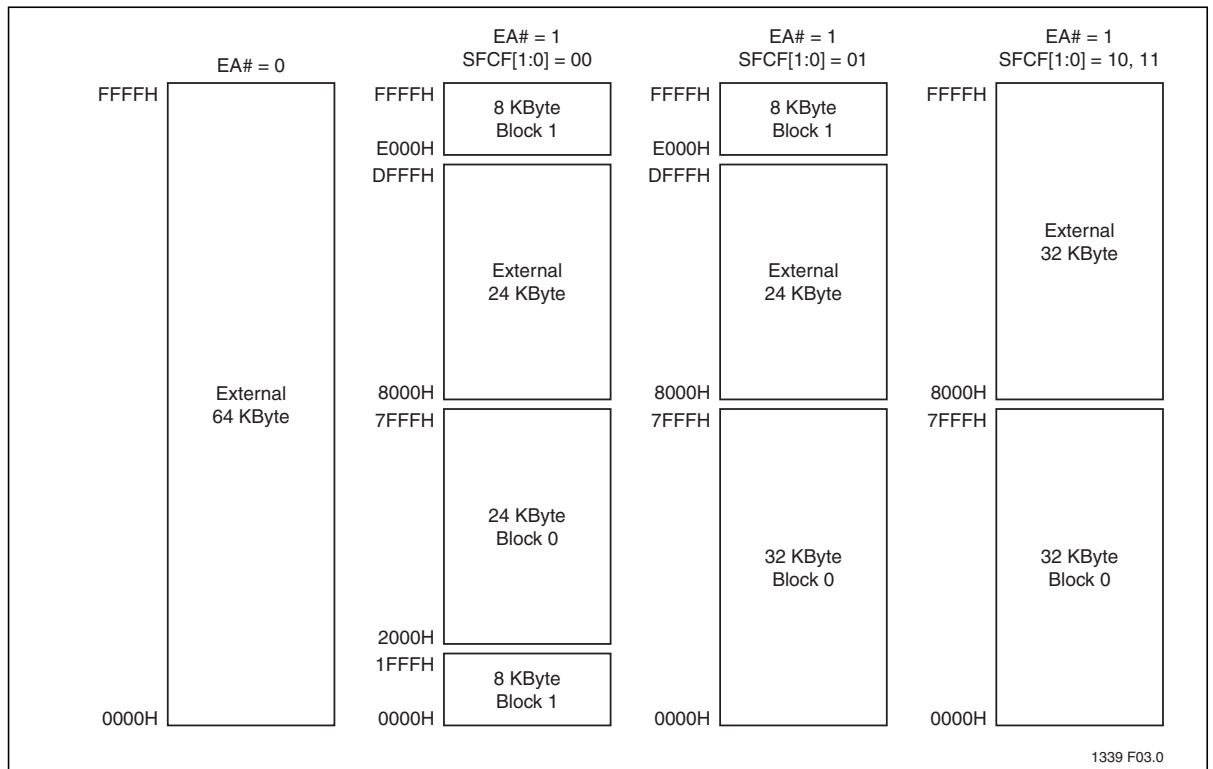 EA# = 0
FFFFH
External
64 KByte
0000H
EA# = 1
SFCF[1:0] = 00
FFFFH
8 KByte
Block 1
E000H
DFFFH
External
24 KByte
8000H
7FFFH
24 KByte
Block 0
2000H
1FFFH
8 KByte
Block 1
0000H
EA# = 1
SFCF[1:0] = 01
FFFFH
8 KByte
Block 1
E000H
DFFFH
External
24 KByte
8000H
7FFFH
32 KByte
Block 0
0000H
EA# = 1
SFCF[1:0] = 10, 11
FFFFH
External
32 KByte
8000H
7FFFH
32 KByte
Block 0
0000H
1339 F03.0